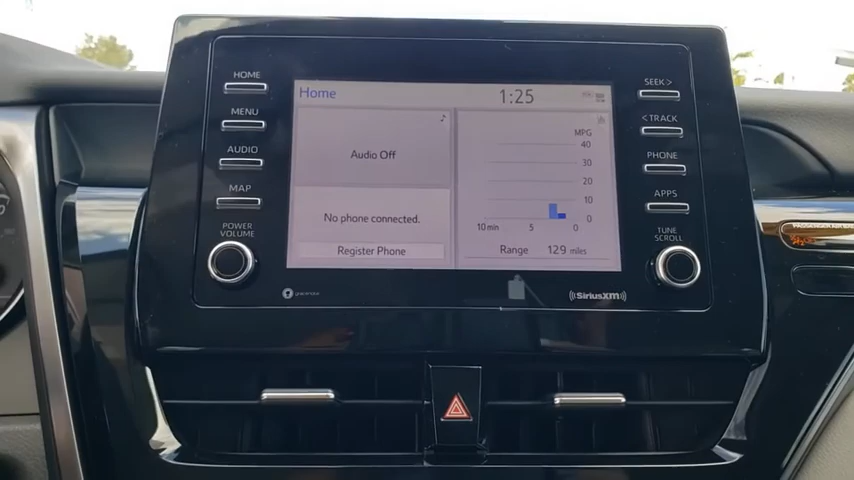 HOME
MENU
AUDIO
MAP
POWER
VOLUME
Home
1:25
Audio Off
No phone connected.
Register Phone
MPG
40
30
20
10
0
10 min 5 0
Range 129 miles
SEEK>
<TRACK
PHONE
APPS
TUNE
SCROLL
gracenote
SiriusXM